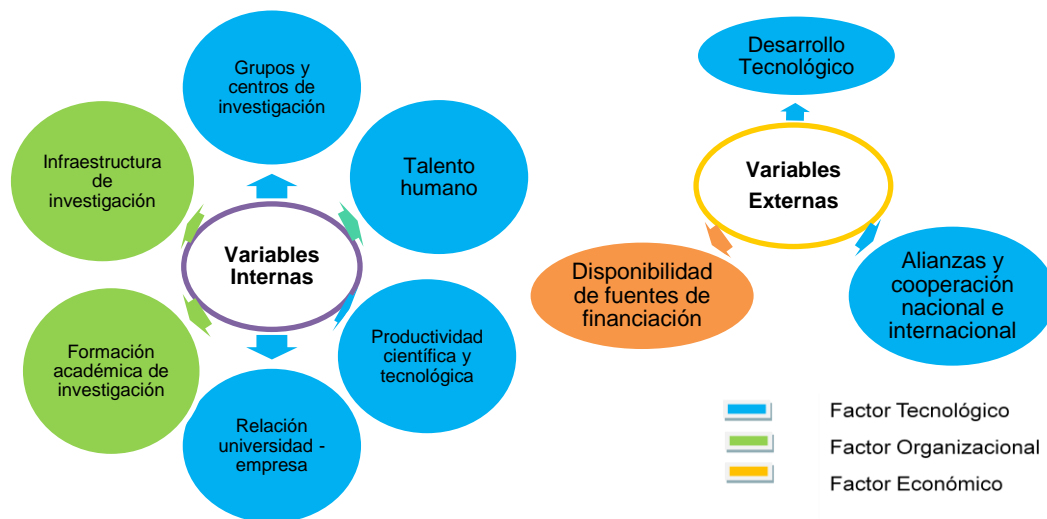 Grupos y
centros de
investigación
Infraestructura
de
investigación
Talento
humano
Variables
Internas
Formación
académica de
investigación
Productividad
científica y
tecnológica
Relación
universidad -
empresa
Desarrollo
Tecnológico
Variables
Externas
Disponibilidad
de fuentes de
financiación
Alianzas y
cooperación
nacional e
internacional
Factor Tecnológico
Factor Organizacional
Factor Económico